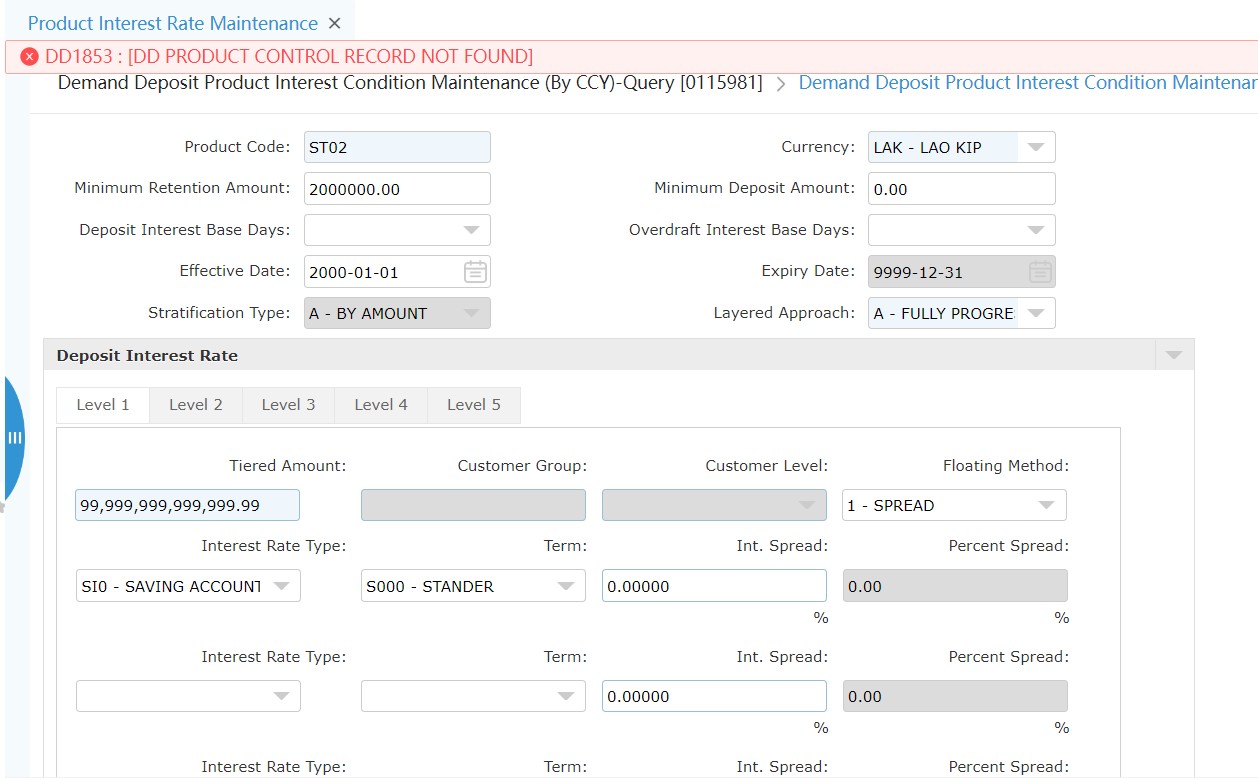 Product Interest Rate Maintenance
DD1853 : [DD PRODUCT CONTROL RECORD NOT FOUND]
Demand Deposit Product Interest Condition Maintenance (By CCY)-Query [0115981] > Demand Deposit Product Interest Condition Maintenar
Product Code: ST02 Currency: LAK - LAO KIP
Minimum Retention Amount: 2000000.00 Minimum Deposit Amount: 0.00
Deposit Interest Base Days: Overdraft Interest Base Days:
Effective Date: 2000-01-01 Expiry Date: 9999-12-31
Stratification Type: A - BY AMOUNT Layered Approach: A - FULLY PROGRE
Deposit Interest Rate
Level 1 Level 2 Level 3 Level 4 Level 5
Tiered Amount: Customer Group: Customer Level: Floating Method:
99,999,999,999,999.99 1 - SPREAD
Interest Rate Type: Term: Int. Spread: Percent Spread:
SI0 - SAVING ACCOUNT S000 - STANDER 0.00000 0.00
% %
Interest Rate Type: Term: Int. Spread: Percent Spread:
0.00000 0.00
% %
Interest Rate Type: Term: Int. Spread: Percent Spread: